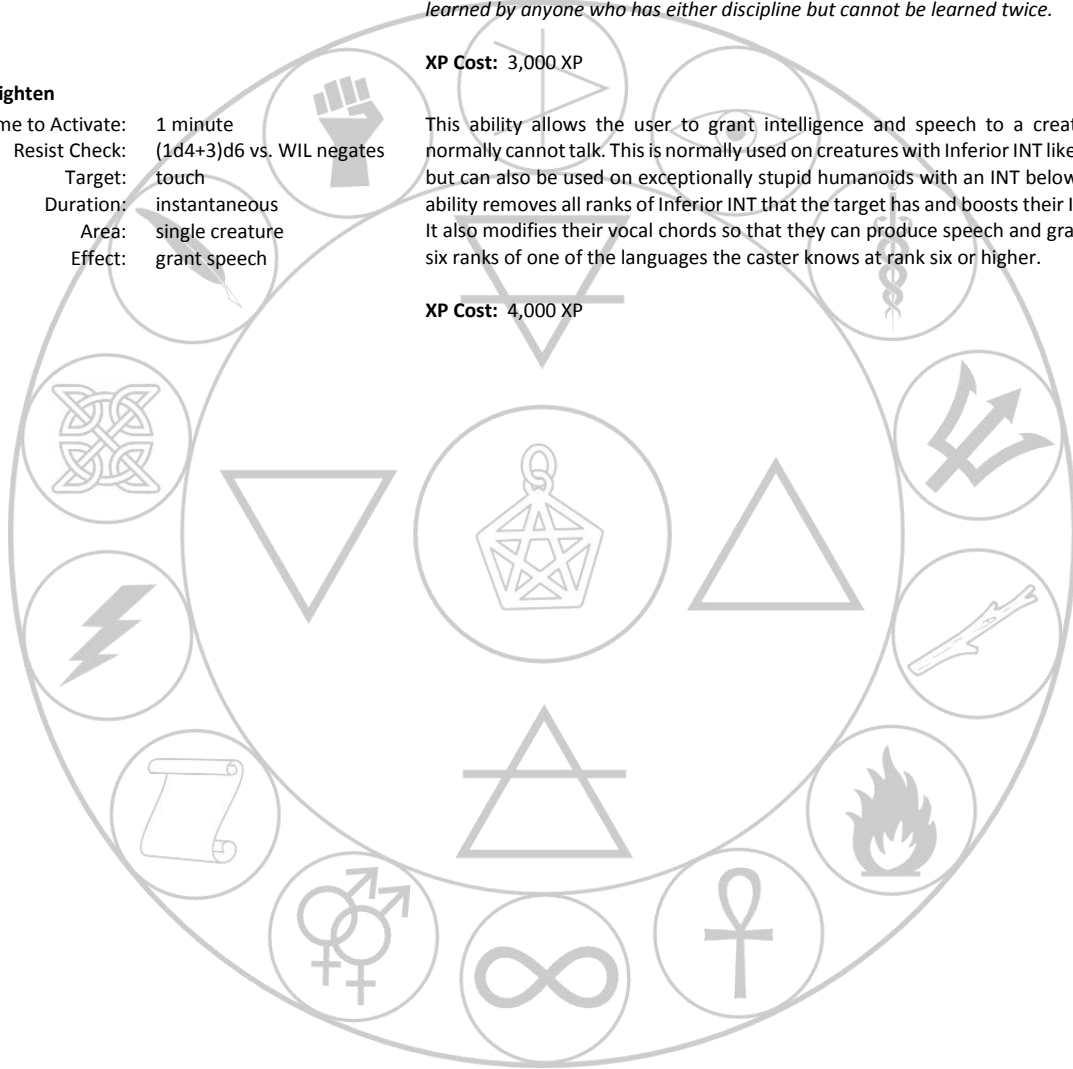 learned by anyone who has either discipline but cannot be learned twice.
XP Cost: 3,000 XP
ighten
me to Activate: 1 minute
Resist Check: (1d4+3)d6 vs. WIL negates
Target: touch
Duration: instantaneous
Area: single creature
Effect: grant speech
This ability allows the user to grant intelligence and speech to a creat
normally cannot talk. This is normally used on creatures with Inferior INT like
but can also be used on exceptionally stupid humanoids with an INT below
ability removes all ranks of Inferior INT that the target has and boosts their I
It also modifies their vocal chords so that they can produce speech and gra
six ranks of one of the languages the caster knows at rank six or higher.
XP Cost: 4,000 XP